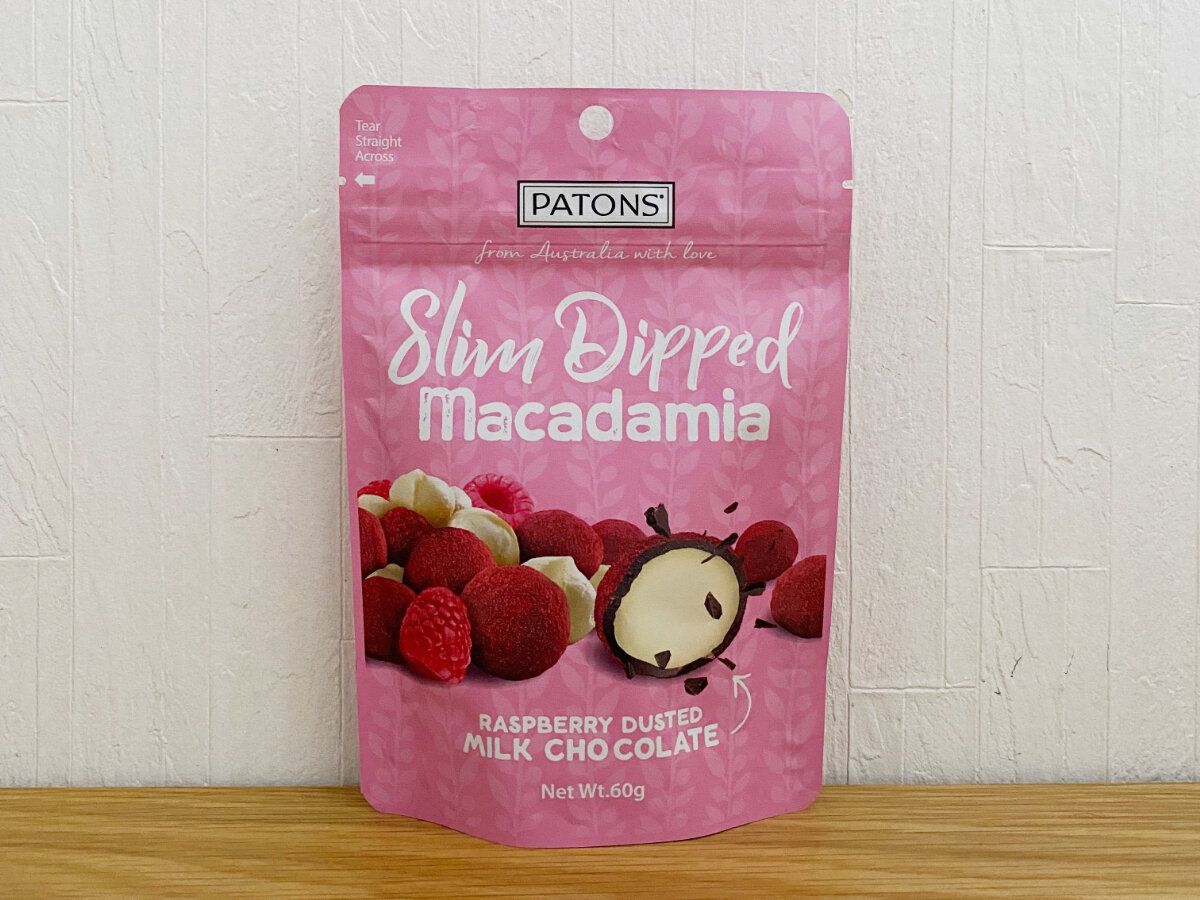 Tear
Straight
Across
PATONS®
from Australia with love
Slim Dipped
Macadamia
RASPBERRY DUSTED
MILK CHOCOLATE
Net Wt.60g